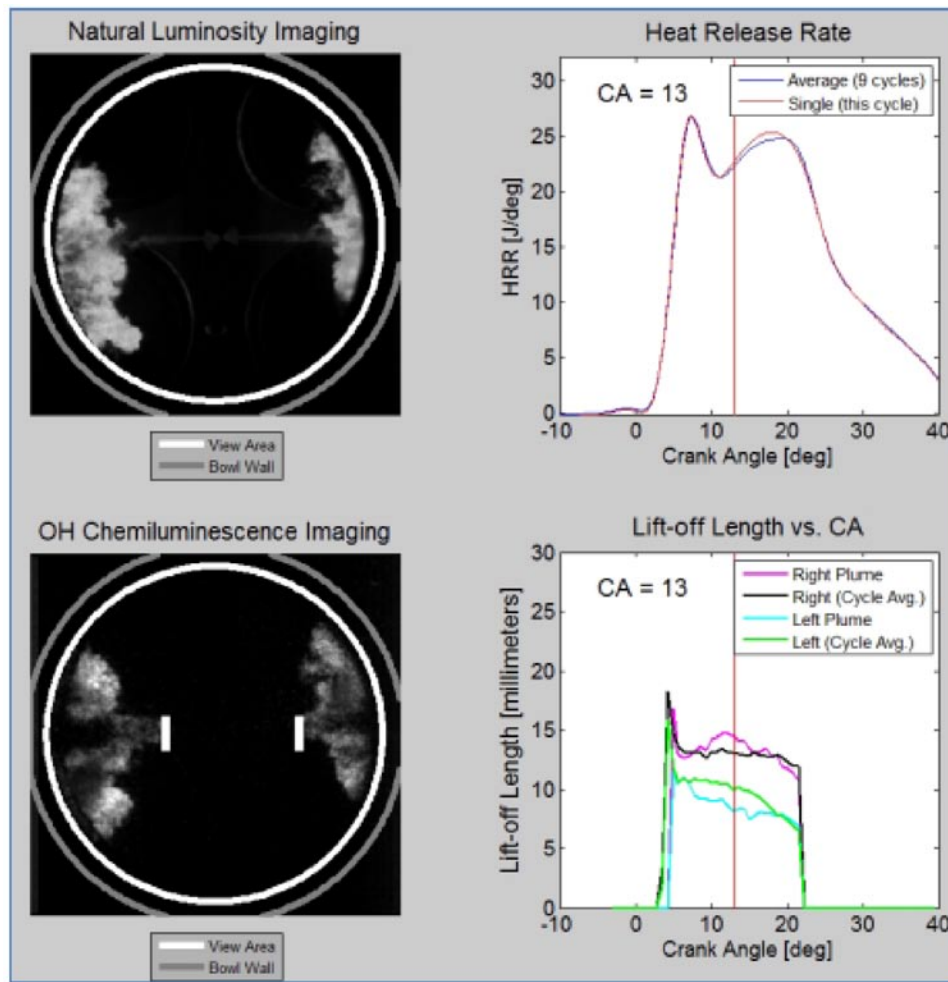 Natural Luminosity Imaging
View Area
Bowl Wall
Heat Release Rate
CA = 13
Average (9 cycles)
Single (this cycle)
HRR [J/deg]
30
25
20
15
10
5
0
-10 0 10 20 30 40
Crank Angle [deg]
OH Chemiluminescence Imaging
View Area
Bowl Wall
Lift-off Length vs. CA
CA = 13
Right Plume
Right (Cycle Avg.)
Left Plume
Left (Cycle Avg.)
Lift-off Length [millimeters]
30
25
20
15
10
5
0
-10 0 10 20 30 40
Crank Angle [deg]